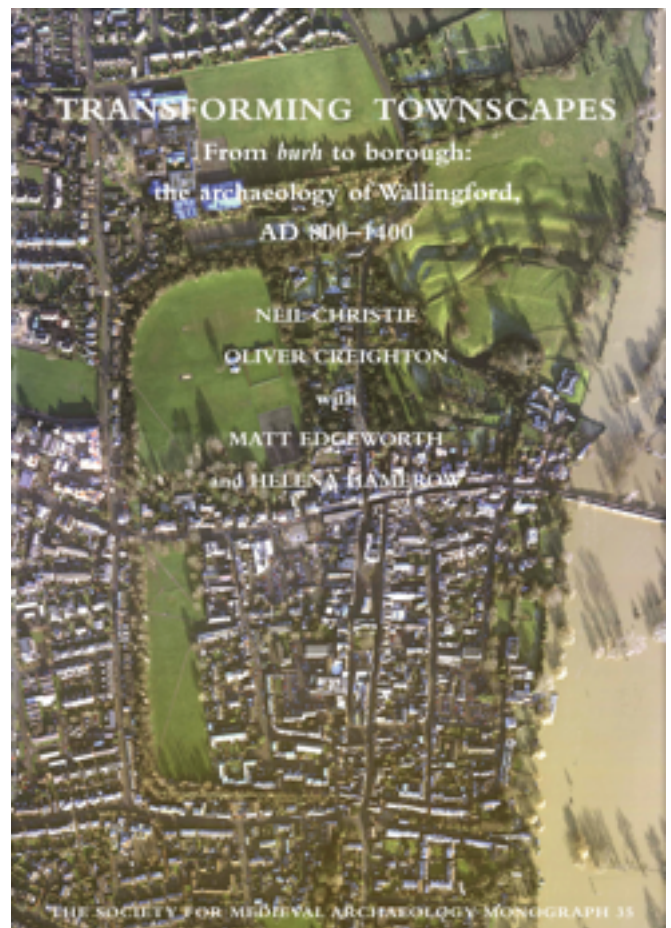 TRANSFORMING TOWNSCAPES
From burh to borough:
the archaeology of Wallingford,
AD 800–1400
NEIL CHRISTIE
OLIVER CREIGHTON
with
MATT EDGEWORTH
and HELENA HAMEROW
THE SOCIETY FOR MEDIEVAL ARCHAEOLOGY MONOGRAPH 35